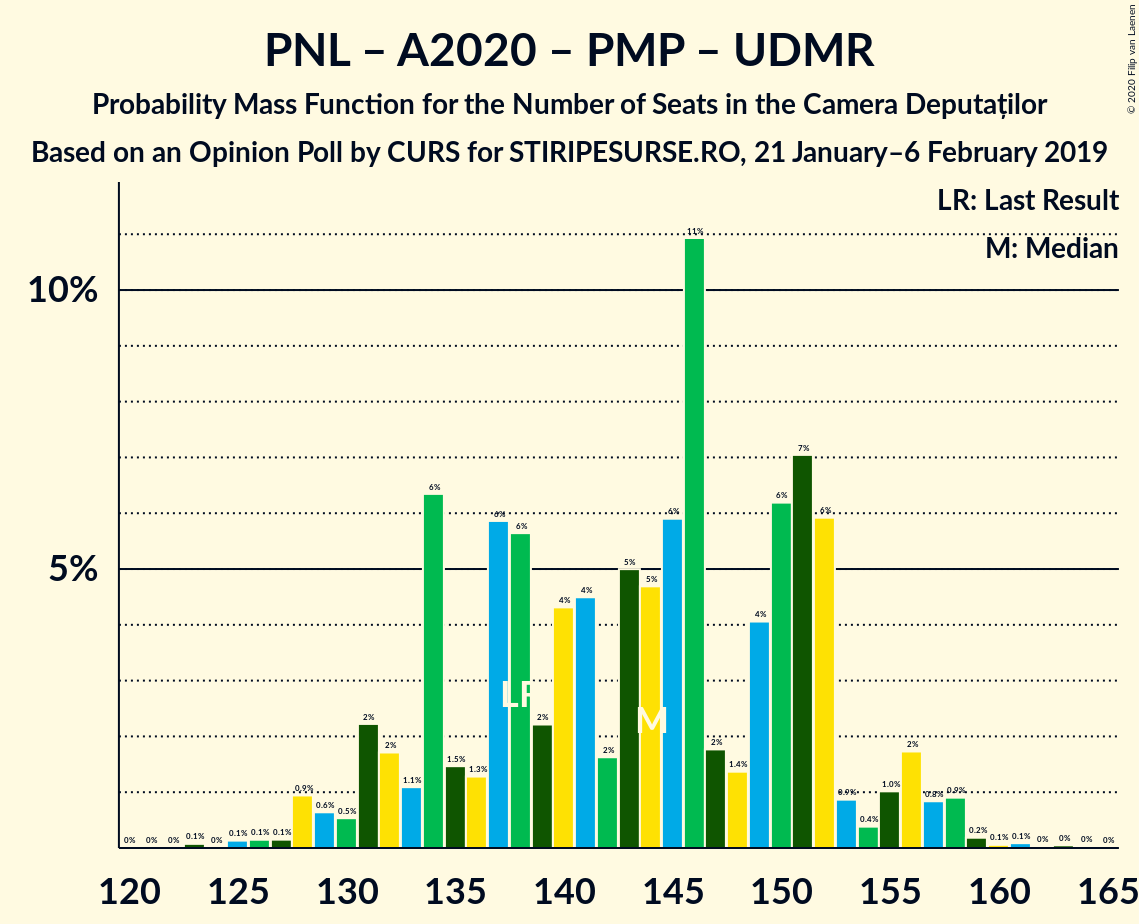 PNL – A2020 – PMP – UDMR
Probability Mass Function for the Number of Seats in the Camera Deputaților
Based on an Opinion Poll by CURS for STIRIPESURSE.RO, 21 January–6 February 2019
© 2020 Filip van Laenen
LR: Last Result
M: Median
10%
5%
0% 0% 0% 0.1% 0% 0.1% 0.1% 0.1% 0.9% 0.6% 0.5% 2% 2% 1.1% 6% 1.5% 1.3% 6% 6% 2% 4% 4% 2% 5% 5% 6% 11% 2% 1.4% 4% 6% 7% 6% 0.9% 0.4% 1.0% 2% 0.8% 0.9% 0.2% 0.1% 0.1% 0% 0% 0% 0%
LR
M
120 125 130 135 140 145 150 155 160 165